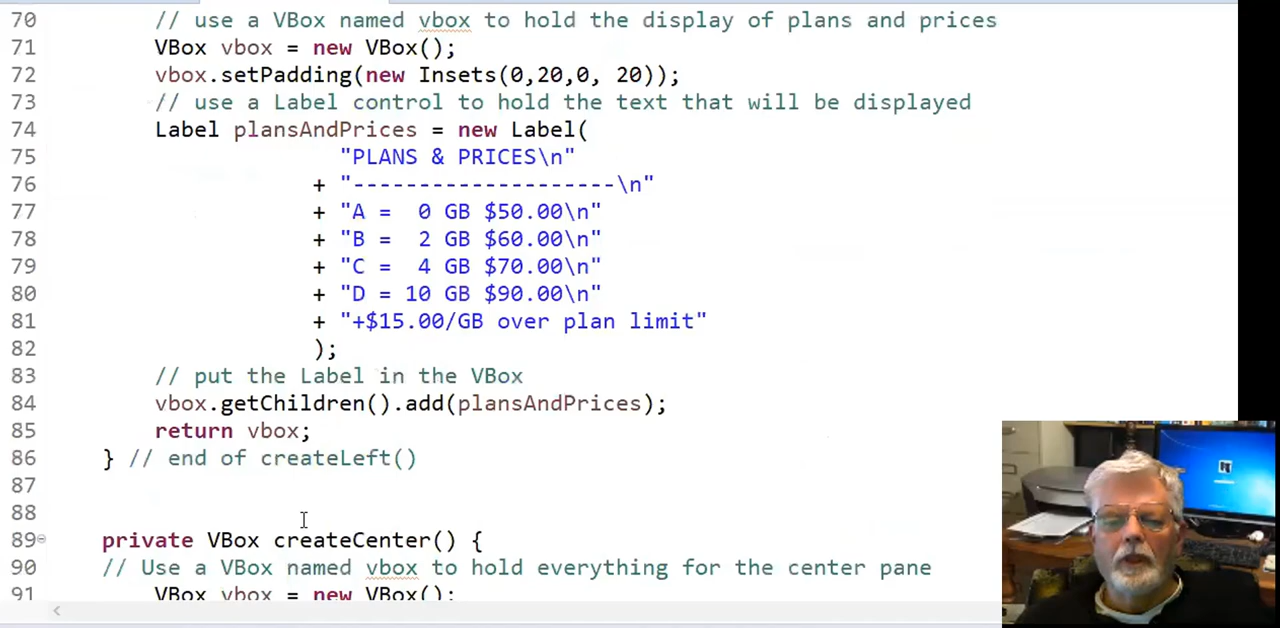 70 // use a VBox named vbox to hold the display of plans and prices
71 VBox vbox = new VBox();
72 vbox.setPadding(new Insets(0,20,0, 20));
73 // use a Label control to hold the text that will be displayed
74 Label plansAndPrices = new Label(
75 "PLANS & PRICES\n"
76 + "--------------------\n"
77 + "A =  0 GB $50.00\n"
78 + "B =  2 GB $60.00\n"
79 + "C =  4 GB $70.00\n"
80 + "D = 10 GB $90.00\n"
81 + "+$15.00/GB over plan limit"
82 );
83 // put the Label in the VBox
84 vbox.getChildren().add(plansAndPrices);
85 return vbox;
86 } // end of createLeft()
87
88
89 private VBox createCenter() {
90 // Use a VBox named vbox to hold everything for the center pane
91 VBox vbox = new VBox();